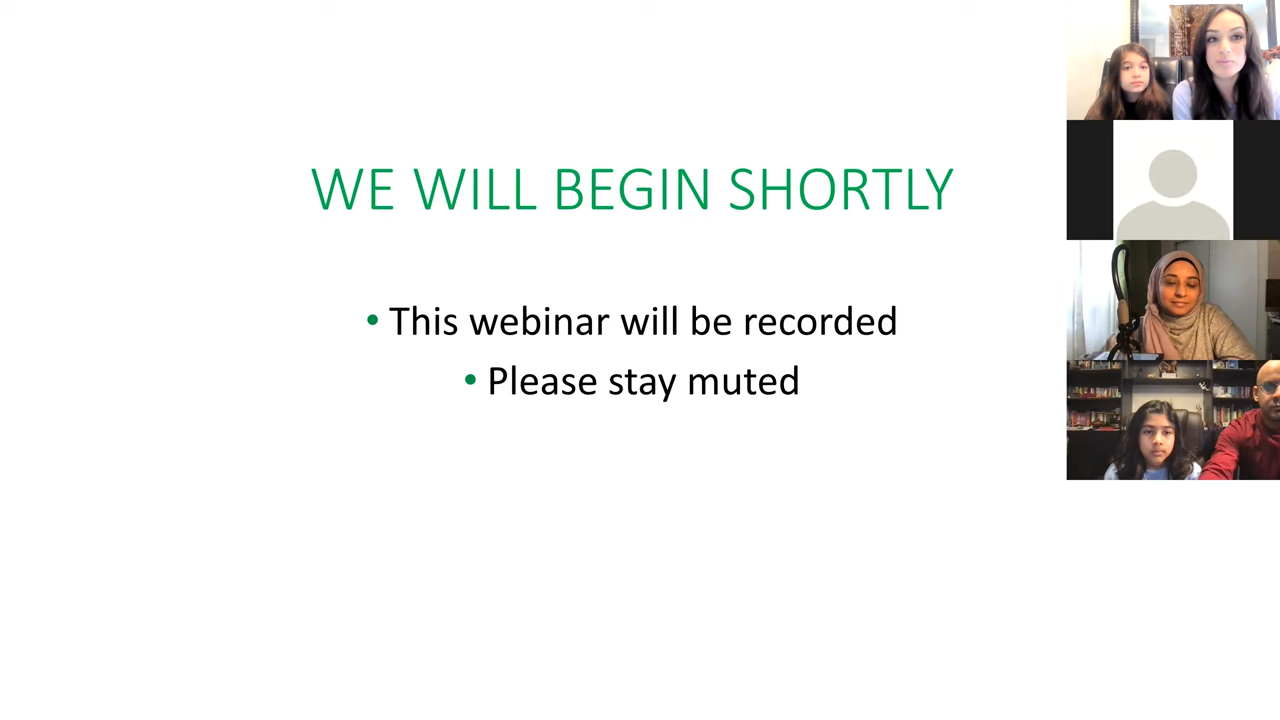 WE WILL BEGIN SHORTLY
• This webinar will be recorded
• Please stay muted